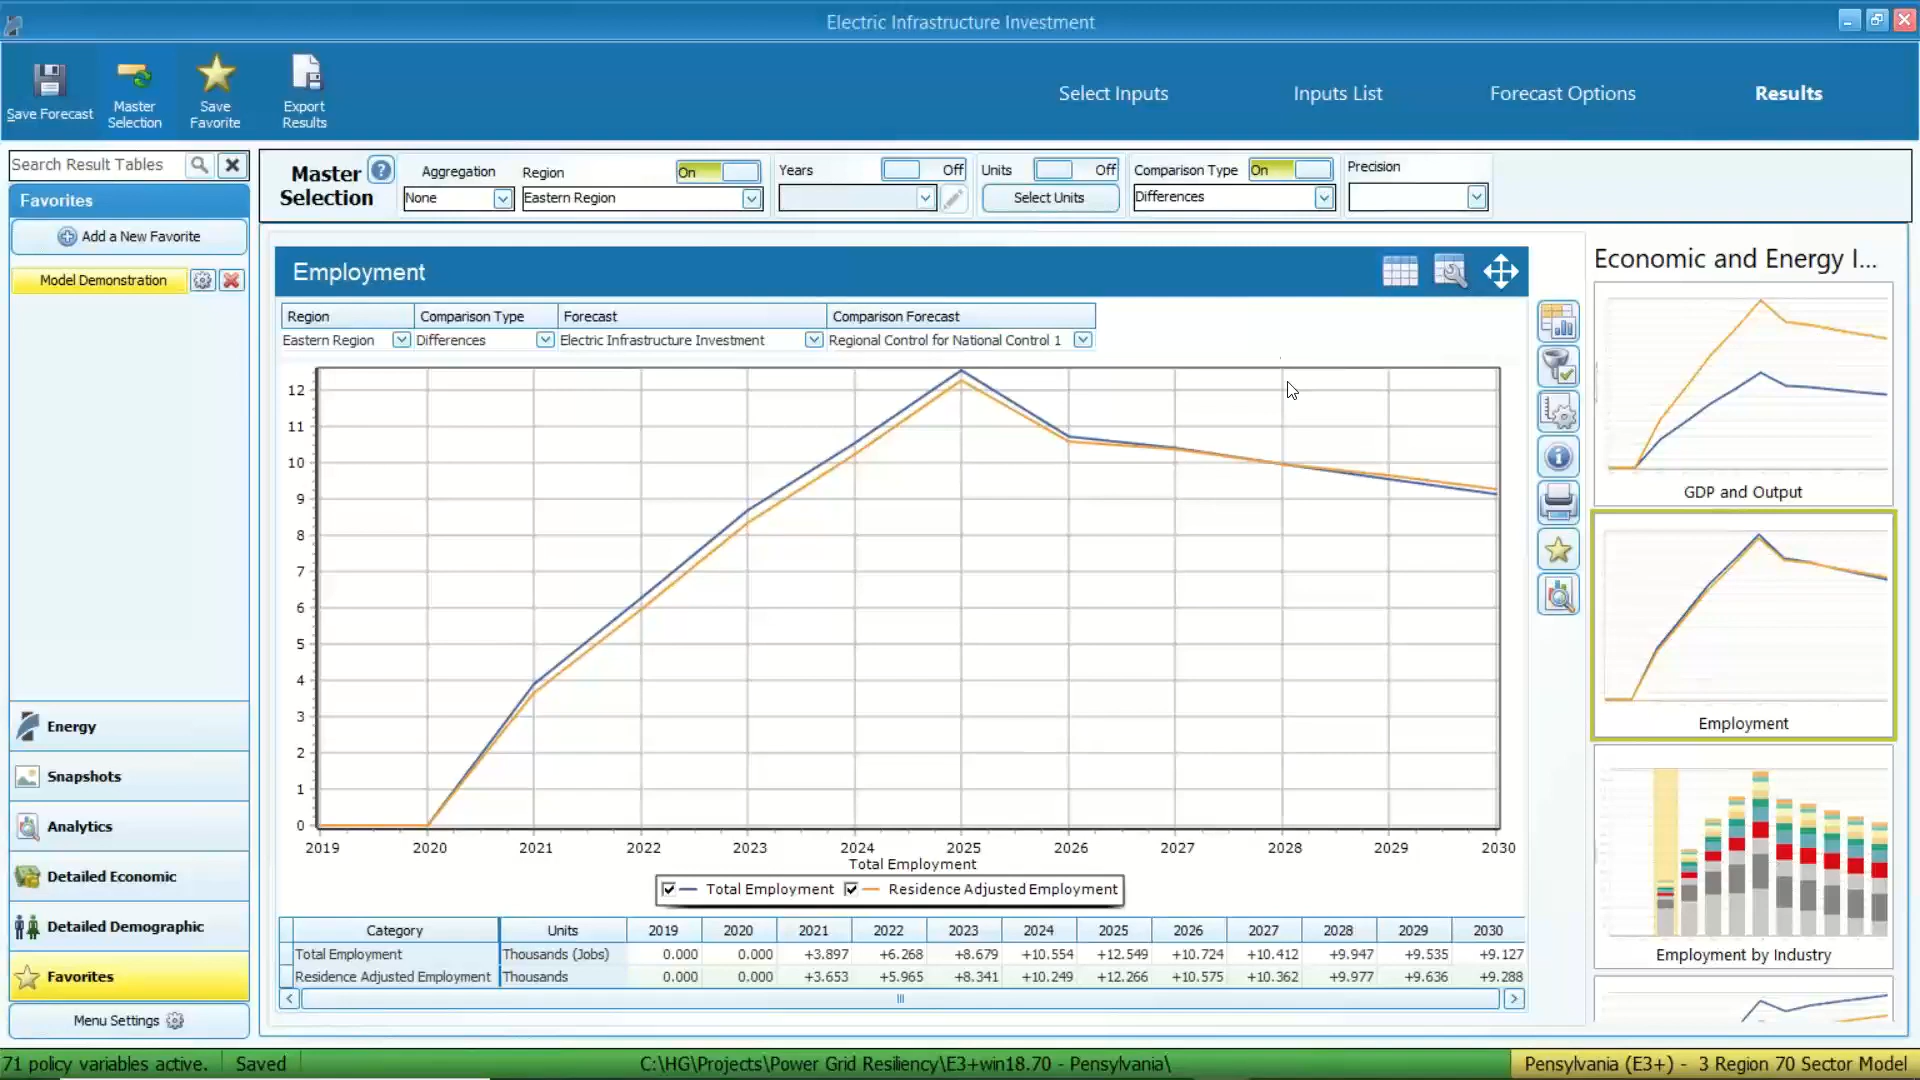 Electric Infrastructure Investment
Save Forecast
Master Selection
Save Favorite
Export Results
Select Inputs
Inputs List
Forecast Options
Results
Search Result Tables
Favorites
Add a New Favorite
Model Demonstration
Energy
Snapshots
Analytics
Detailed Economic
Detailed Demographic
Favorites
Menu Settings
Master Selection
Aggregation
None
Region
On
Eastern Region
Years
Off
Units
Off
Select Units
Comparison Type
On
Differences
Precision
Employment
Region Comparison Type Forecast Comparison Forecast
Eastern Region Differences Electric Infrastructure Investment Regional Control for National Control 1
12
11
10
9
8
7
6
5
4
3
2
1
0
2019 2020 2021 2022 2023 2024 2025 2026 2027 2028 2029 2030
Total Employment
Total Employment Residence Adjusted Employment
Category Units 2019 2020 2021 2022 2023 2024 2025 2026 2027 2028 2029 2030
Total Employment Thousands (Jobs) 0.000 0.000 +3.897 +6.268 +8.679 +10.554 +12.549 +10.724 +10.412 +9.947 +9.535 +9.127
Residence Adjusted Employment Thousands 0.000 0.000 +3.653 +5.965 +8.341 +10.249 +12.266 +10.575 +10.362 +9.977 +9.636 +9.288
Economic and Energy I...
GDP and Output
Employment
Employment by Industry
71 policy variables active. Saved C:\HG\Projects\Power Grid Resiliency\E3+win18.70 - Pensylvania\ Pensylvania (E3+) - 3 Region 70 Sector Model